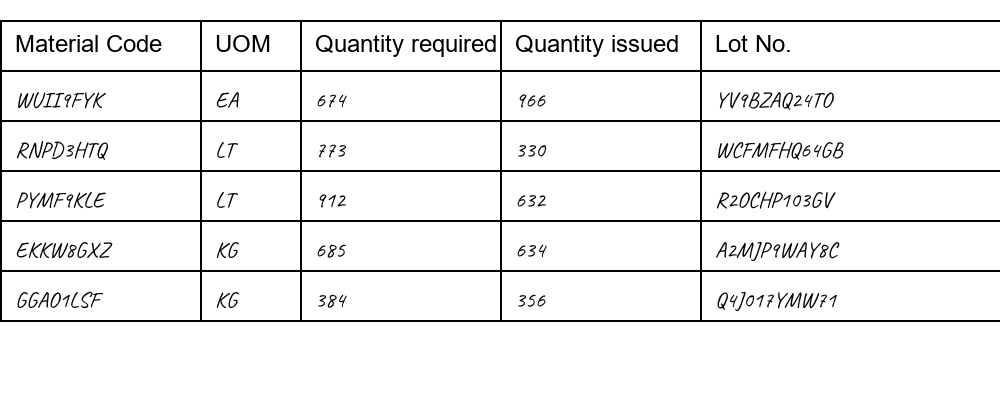 Material Code UOM Quantity required Quantity issued Lot No.
WUII9FYK EA 674 966 YV9BZAQ24TO
RNPD3HTQ LT 773 330 WCFMFHQ64GB
PYMF9KLE LT 912 632 R2OCHP103GV
EKKW8GXZ KG 685 634 A2MJP9WAY8C
GGAO1LSF KG 384 356 Q4J017YMW71